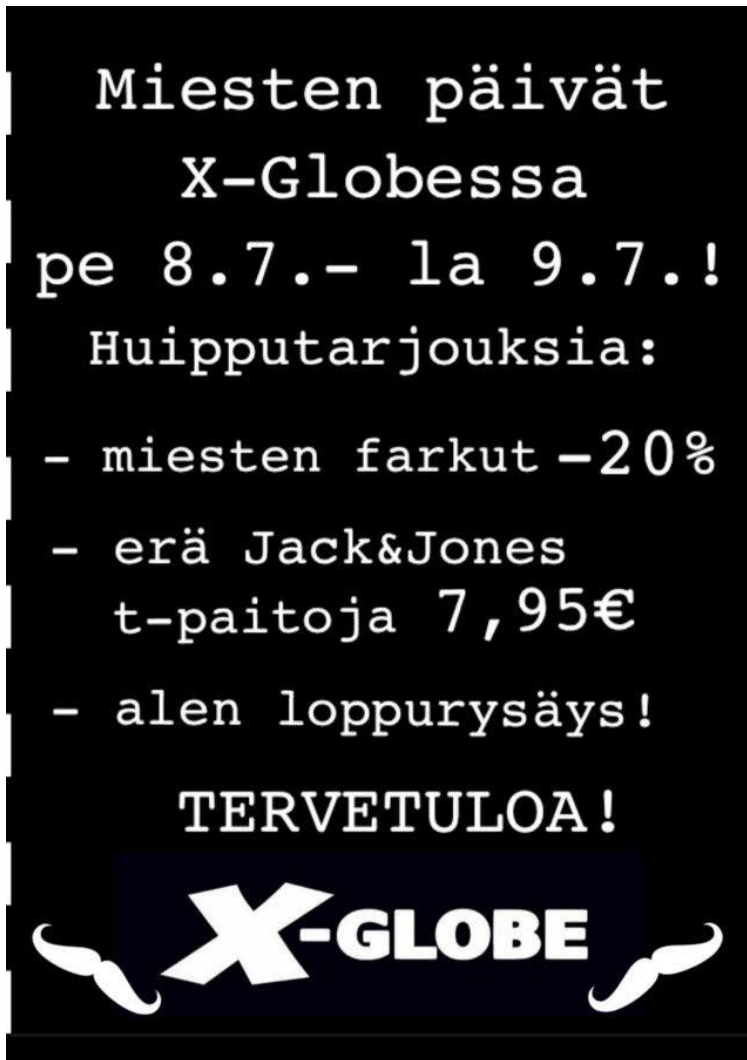 Miesten päivät
X-Globessa
pe 8.7.- la 9.7.!
Huipputarjouksia:
- miesten farkut -20%
- erä Jack&Jones
t-paitoja 7,95€
- alen loppurysäys!
TERVETULOA!
X-GLOBE